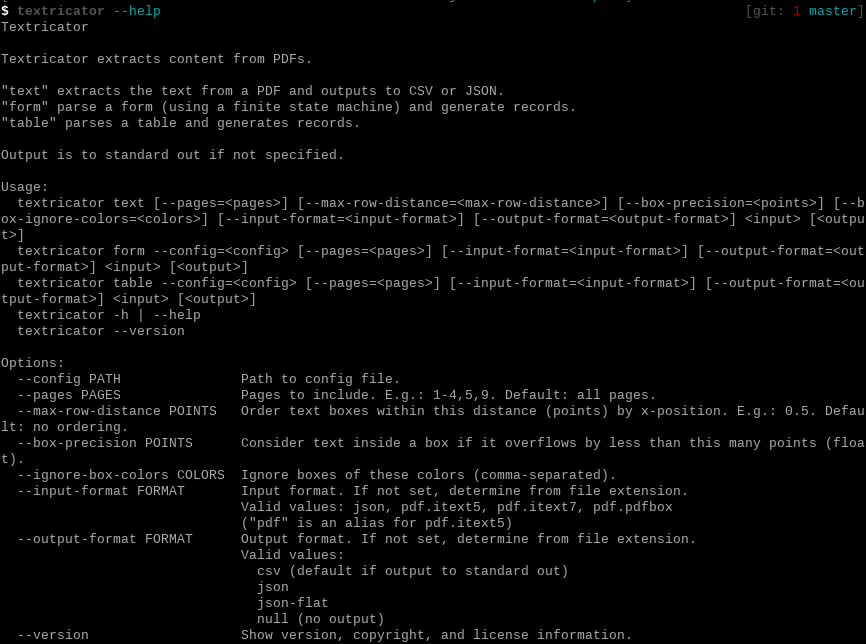 $ textricator --help [git: 1 master]
Textricator

Textricator extracts content from PDFs.

"text" extracts the text from a PDF and outputs to CSV or JSON.
"form" parse a form (using a finite state machine) and generate records.
"table" parses a table and generates records.

Output is to standard out if not specified.

Usage:
  textricator text [--pages=<pages>] [--max-row-distance=<max-row-distance>] [--box-precision=<points>] [--b
ox-ignore-colors=<colors>] [--input-format=<input-format>] [--output-format=<output-format>] <input> [<outpu
t>]
  textricator form --config=<config> [--pages=<pages>] [--input-format=<input-format>] [--output-format=<out
put-format>] <input> [<output>]
  textricator table --config=<config> [--pages=<pages>] [--input-format=<input-format>] [--output-format=<ou
tput-format>] <input> [<output>]
  textricator -h | --help
  textricator --version

Options:
  --config PATH               Path to config file.
  --pages PAGES               Pages to include. E.g.: 1-4,5,9. Default: all pages.
  --max-row-distance POINTS   Order text boxes within this distance (points) by x-position. E.g.: 0.5. Defau
lt: no ordering.
  --box-precision POINTS      Consider text inside a box if it overflows by less than this many points (floa
t).
  --ignore-box-colors COLORS  Ignore boxes of these colors (comma-separated).
  --input-format FORMAT       Input format. If not set, determine from file extension.
                              Valid values: json, pdf.itext5, pdf.itext7, pdf.pdfbox
                              ("pdf" is an alias for pdf.itext5)
  --output-format FORMAT      Output format. If not set, determine from file extension.
                              Valid values:
                                csv (default if output to standard out)
                                json
                                json-flat
                                null (no output)
  --version                   Show version, copyright, and license information.